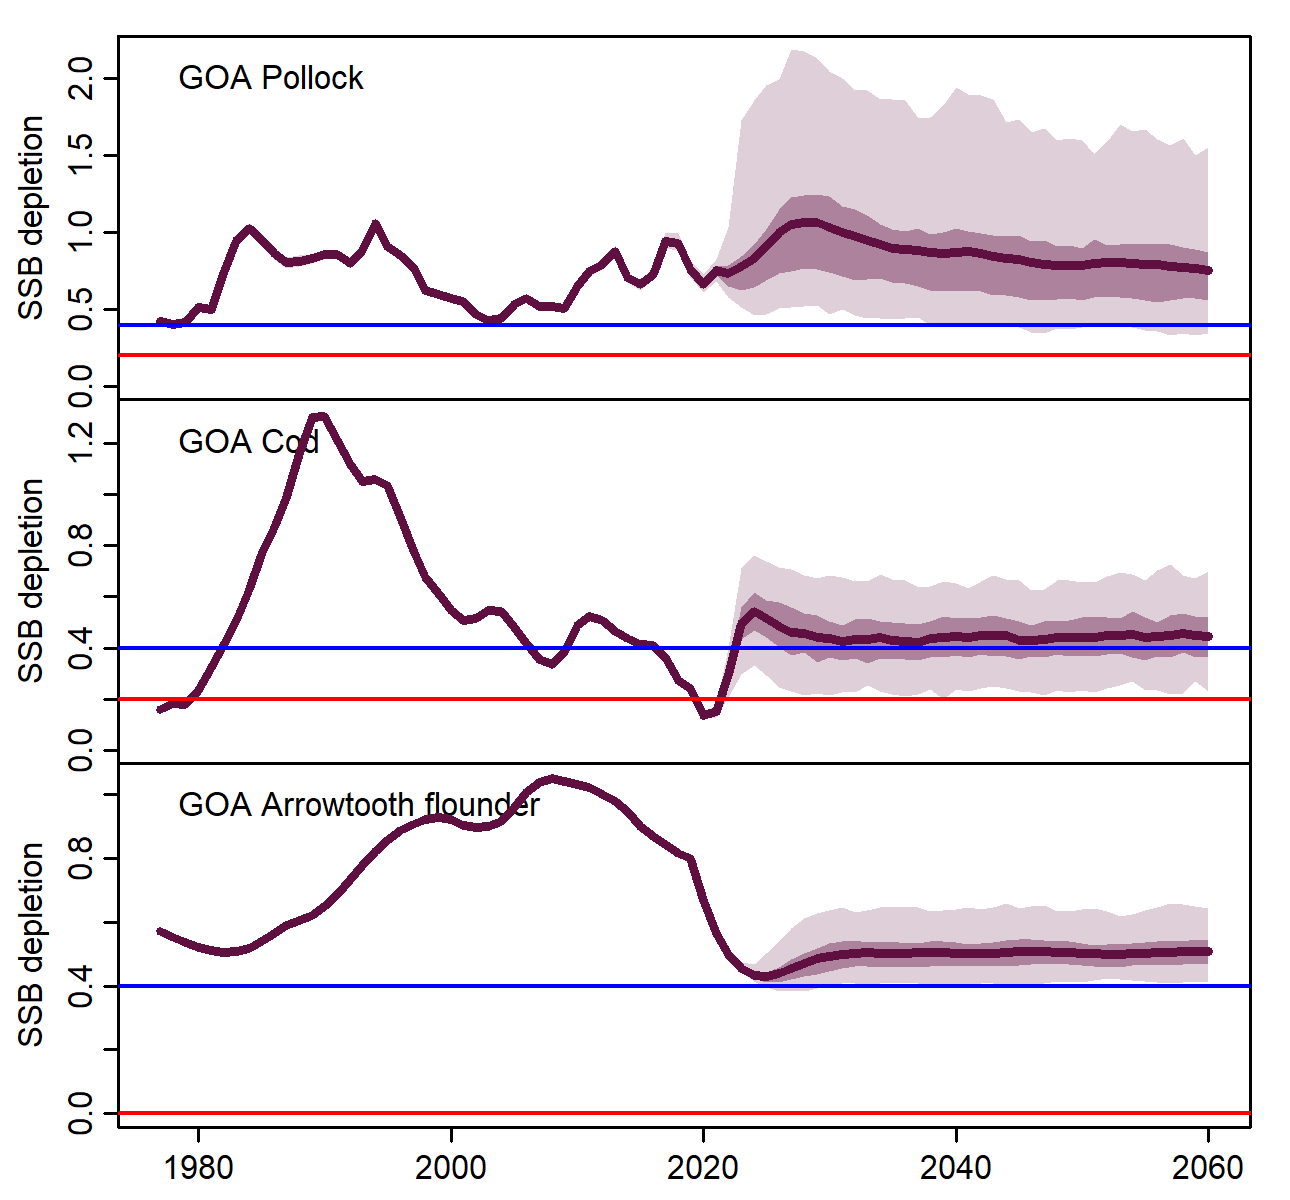 GOA Pollock
SSB depletion
2.0
1.5
1.0
0.5
0.0
GOA Cod
SSB depletion
1.2
0.8
0.4
0.0
GOA Arrowtooth flounder
SSB depletion
0.8
0.4
0.0
1980 2000 2020 2040 2060